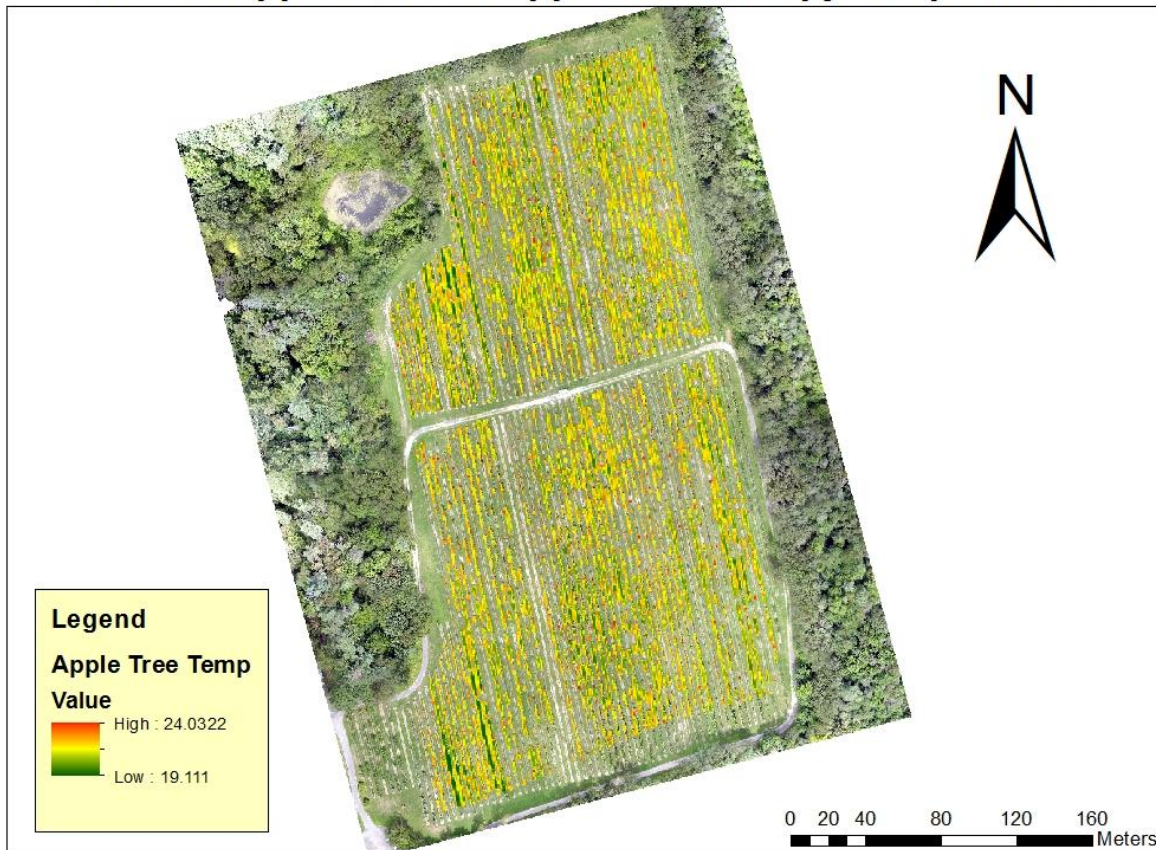 N
Legend
Apple Tree Temp
Value
High : 24.0322
Low : 19.111
0 20 40 80 120 160
Meters